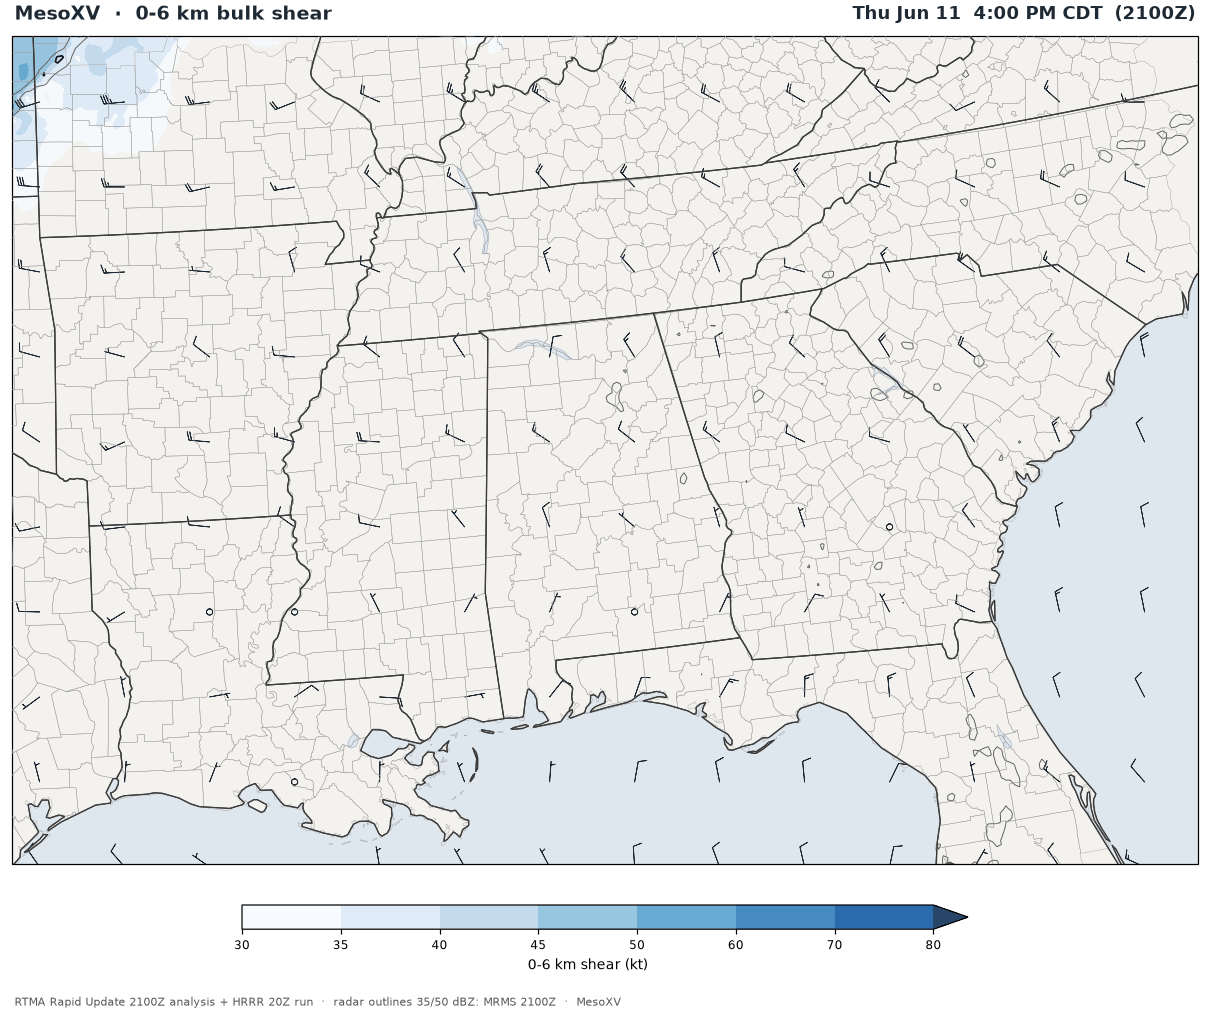 MesoXV · 0-6 km bulk shear
Thu Jun 11 4:00 PM CDT (2100Z)
30 35 40 45 50 60 70 80
0-6 km shear (kt)
RTMA Rapid Update 2100Z analysis + HRRR 20Z run · radar outlines 35/50 dBZ: MRMS 2100Z · MesoXV